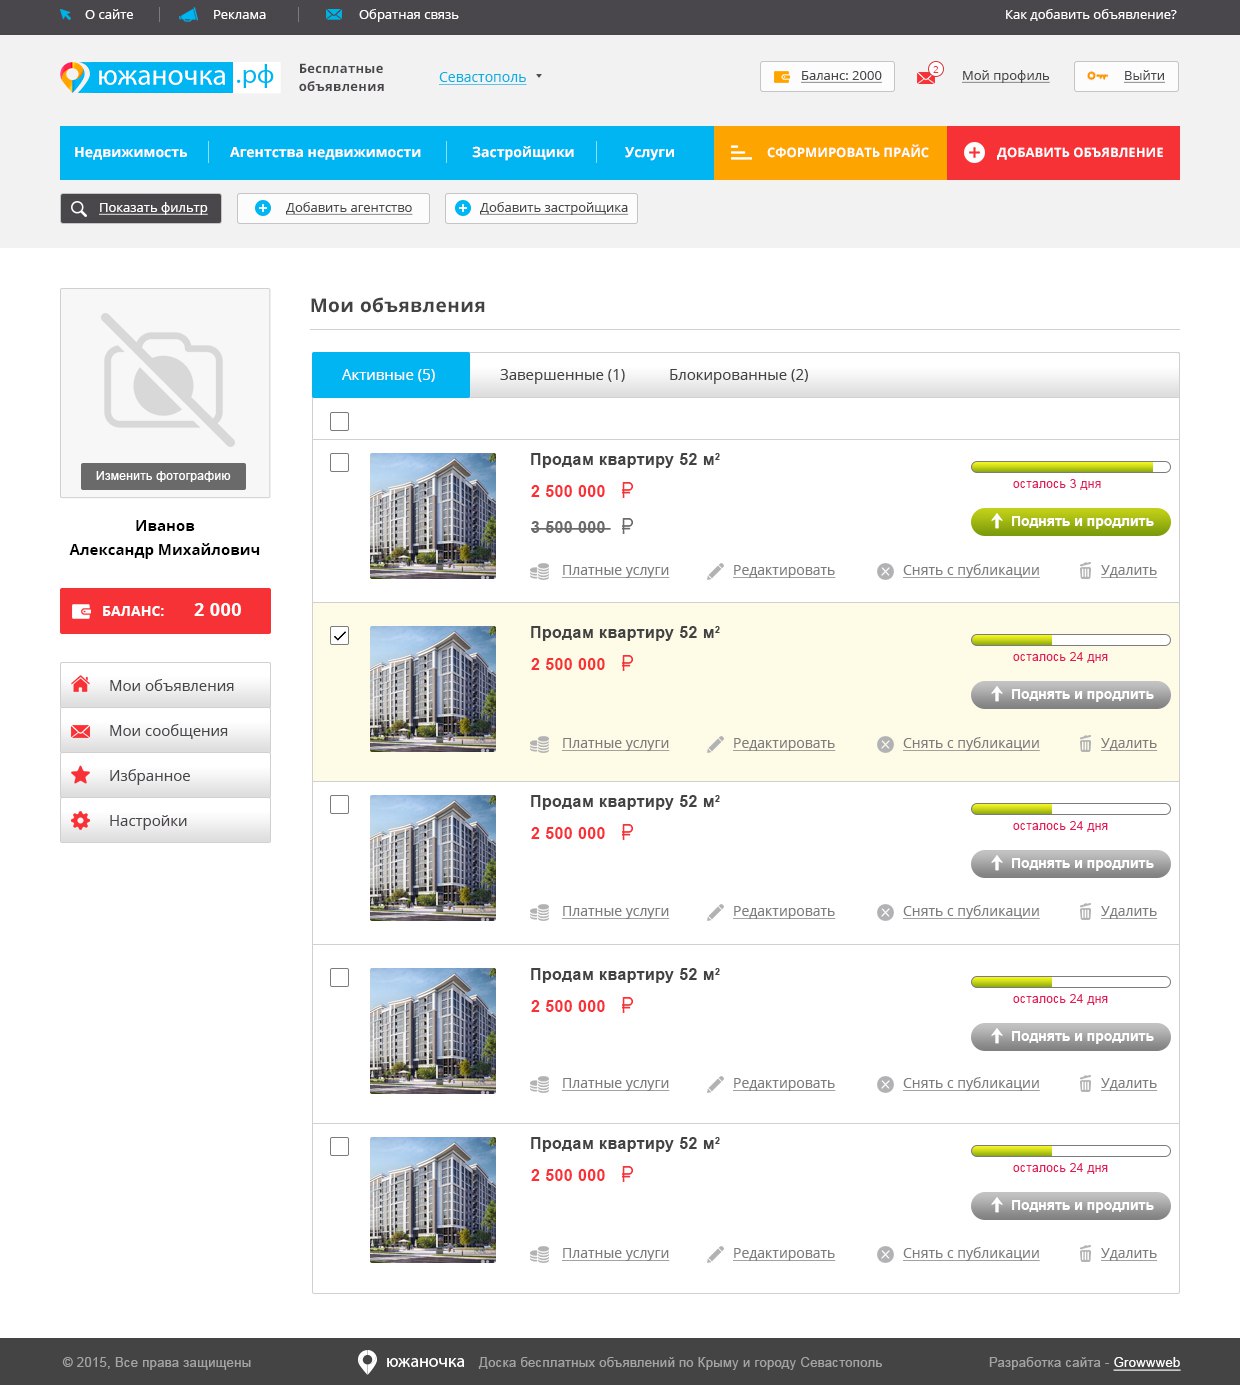 О сайте
Реклама
Обратная связь
Как добавить объявление?
южаночка.рф
Бесплатные
объявления
Севастополь
Баланс: 2000
2
Мой профиль
Выйти
Недвижимость
Агентства недвижимости
Застройщики
Услуги
СФОРМИРОВАТЬ ПРАЙС
ДОБАВИТЬ ОБЪЯВЛЕНИЕ
Показать фильтр
Добавить агентство
Добавить застройщика
Изменить фотографию
Иванов
Александр Михайлович
БАЛАНС: 2 000
Мои объявления
Мои сообщения
Избранное
Настройки
Мои объявления
Активные (5)
Завершенные (1)
Блокированные (2)
Продам квартиру 52 м²
2 500 000 ₽
3 500 000 ₽
осталось 3 дня
Поднять и продлить
Платные услуги
Редактировать
Снять с публикации
Удалить
Продам квартиру 52 м²
2 500 000 ₽
осталось 24 дня
Поднять и продлить
Платные услуги
Редактировать
Снять с публикации
Удалить
Продам квартиру 52 м²
2 500 000 ₽
осталось 24 дня
Поднять и продлить
Платные услуги
Редактировать
Снять с публикации
Удалить
Продам квартиру 52 м²
2 500 000 ₽
осталось 24 дня
Поднять и продлить
Платные услуги
Редактировать
Снять с публикации
Удалить
Продам квартиру 52 м²
2 500 000 ₽
осталось 24 дня
Поднять и продлить
Платные услуги
Редактировать
Снять с публикации
Удалить
© 2015, Все права защищены
южаночка
Доска бесплатных объявлений по Крыму и городу Севастополь
Разработка сайта - Growwweb